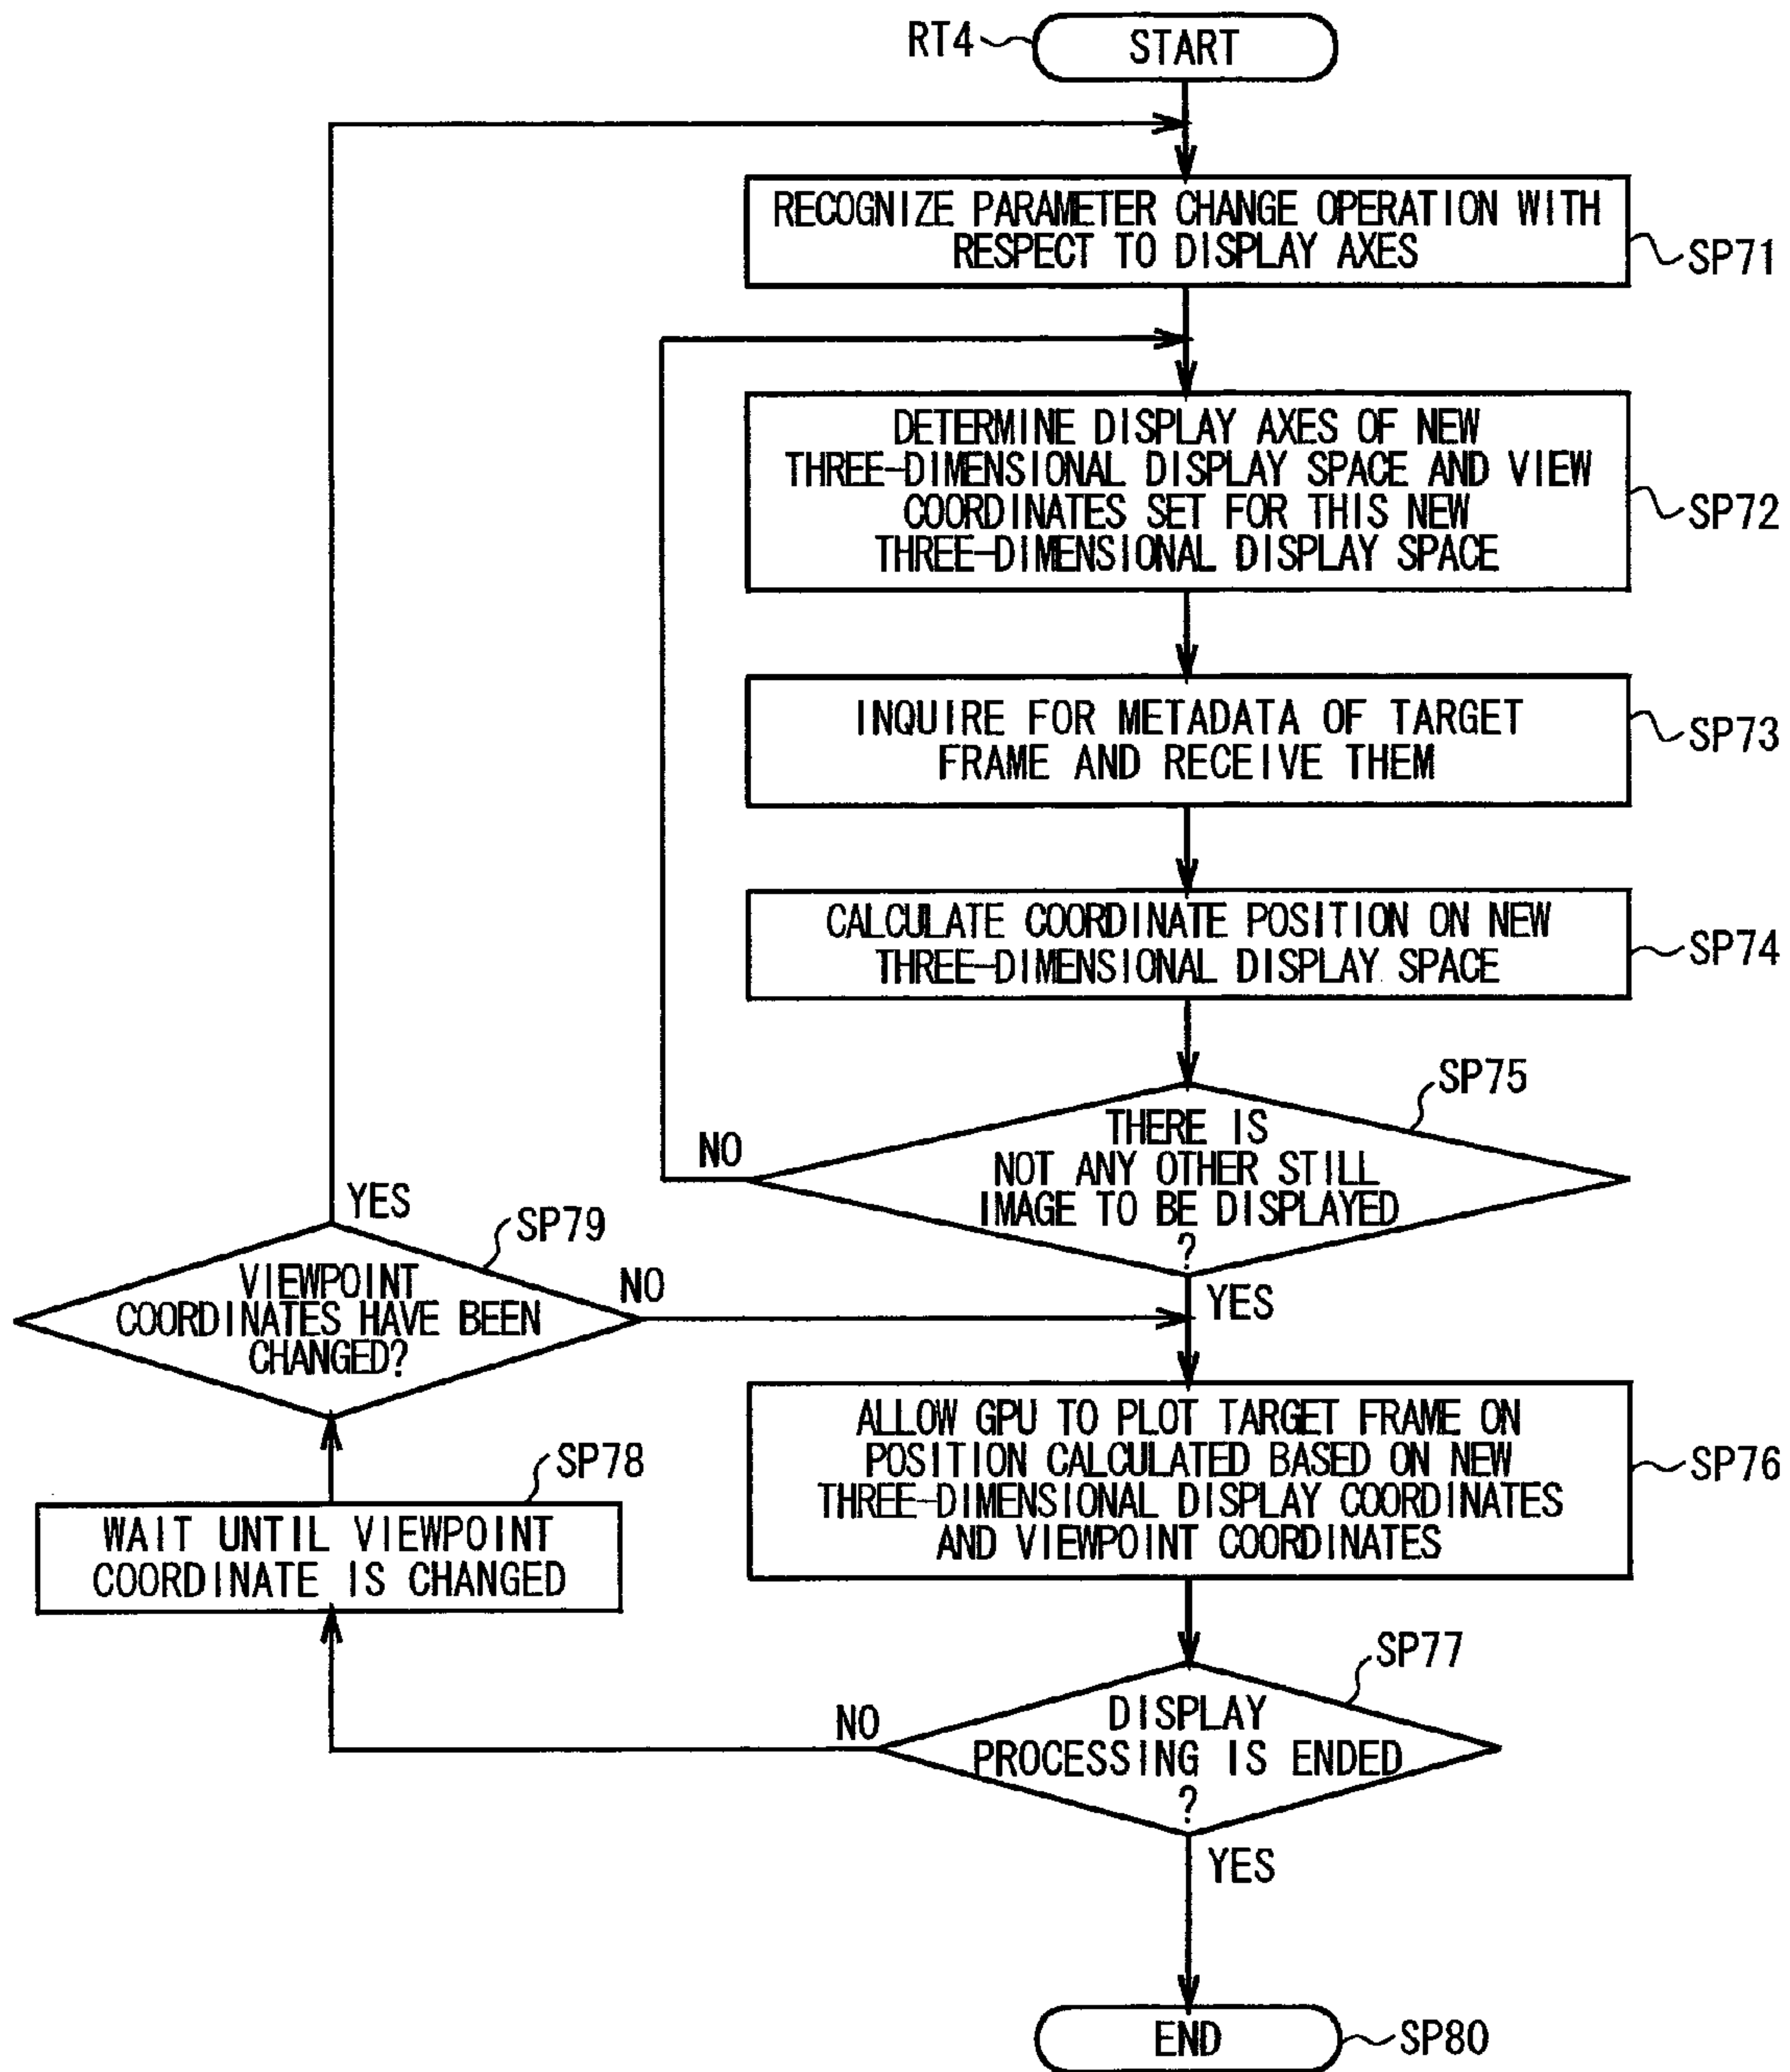 RT4
START
RECOGNIZE PARAMETER CHANGE OPERATION WITH
RESPECT TO DISPLAY AXES
SP71
DETERMINE DISPLAY AXES OF NEW
THREE-DIMENSIONAL DISPLAY SPACE AND VIEW
COORDINATES SET FOR THIS NEW
THREE-DIMENSIONAL DISPLAY SPACE
SP72
INQUIRE FOR METADATA OF TARGET
FRAME AND RECEIVE THEM
SP73
CALCULATE COORDINATE POSITION ON NEW
THREE-DIMENSIONAL DISPLAY SPACE
SP74
SP75
THERE IS
NOT ANY OTHER STILL
IMAGE TO BE DISPLAYED
?
NO
YES
YES
SP79
VIEWPOINT
COORDINATES HAVE BEEN
CHANGED?
NO
ALLOW GPU TO PLOT TARGET FRAME ON
POSITION CALCULATED BASED ON NEW
THREE-DIMENSIONAL DISPLAY COORDINATES
AND VIEWPOINT COORDINATES
SP76
SP78
WAIT UNTIL VIEWPOINT
COORDINATE IS CHANGED
SP77
DISPLAY
PROCESSING IS ENDED
?
NO
YES
END
SP80